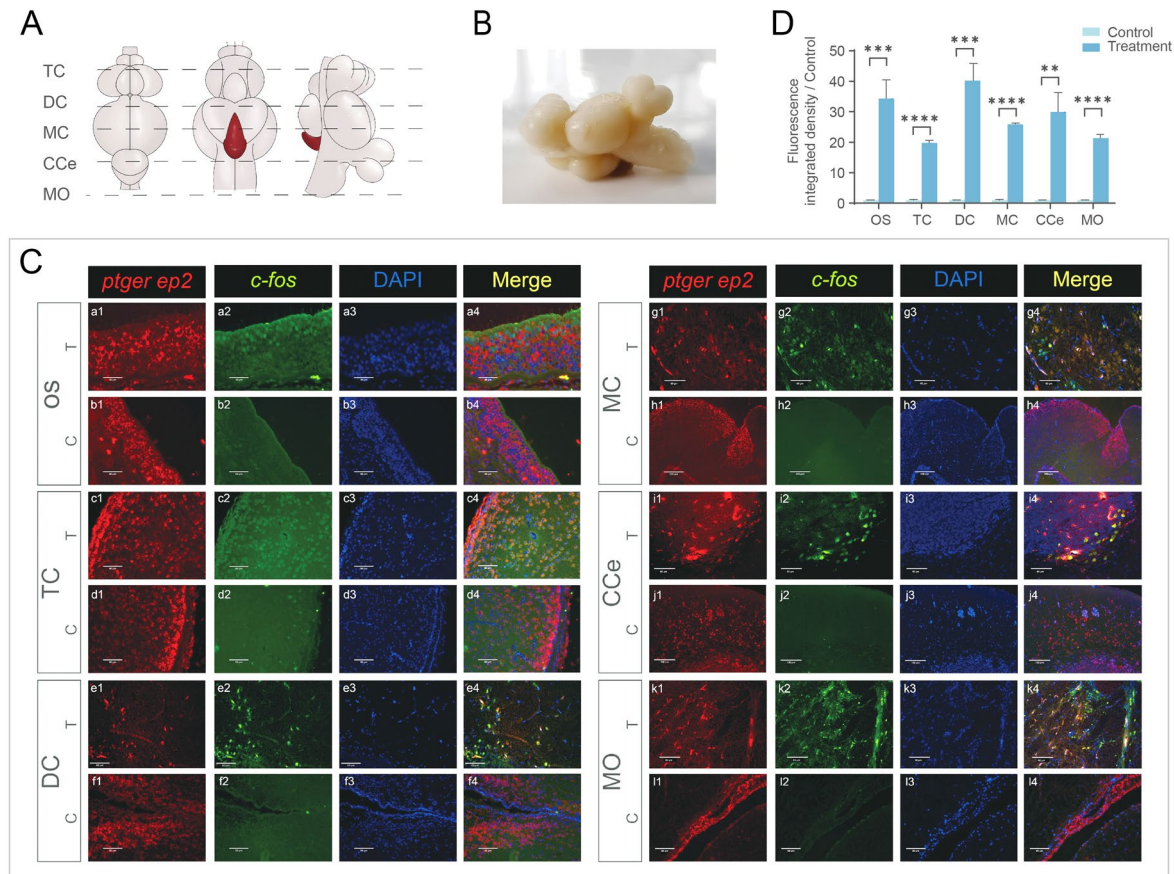 A
TC
DC
MC
CCe
MO
B
D
Control
Treatment
Fluorescence
integrated density / Control
50
40
30
20
10
0
***
****
***
****
**
****
OS TC DC MC CCe MO
C
ptger ep2 c-fos DAPI Merge
OS
T
a1 a2 a3 a4
C
b1 b2 b3 b4
TC
T
c1 c2 c3 c4
C
d1 d2 d3 d4
DC
T
e1 e2 e3 e4
C
f1 f2 f3 f4
ptger ep2 c-fos DAPI Merge
MC
T
g1 g2 g3 g4
C
h1 h2 h3 h4
CCe
T
i1 i2 i3 i4
C
j1 j2 j3 j4
MO
T
k1 k2 k3 k4
C
l1 l2 l3 l4